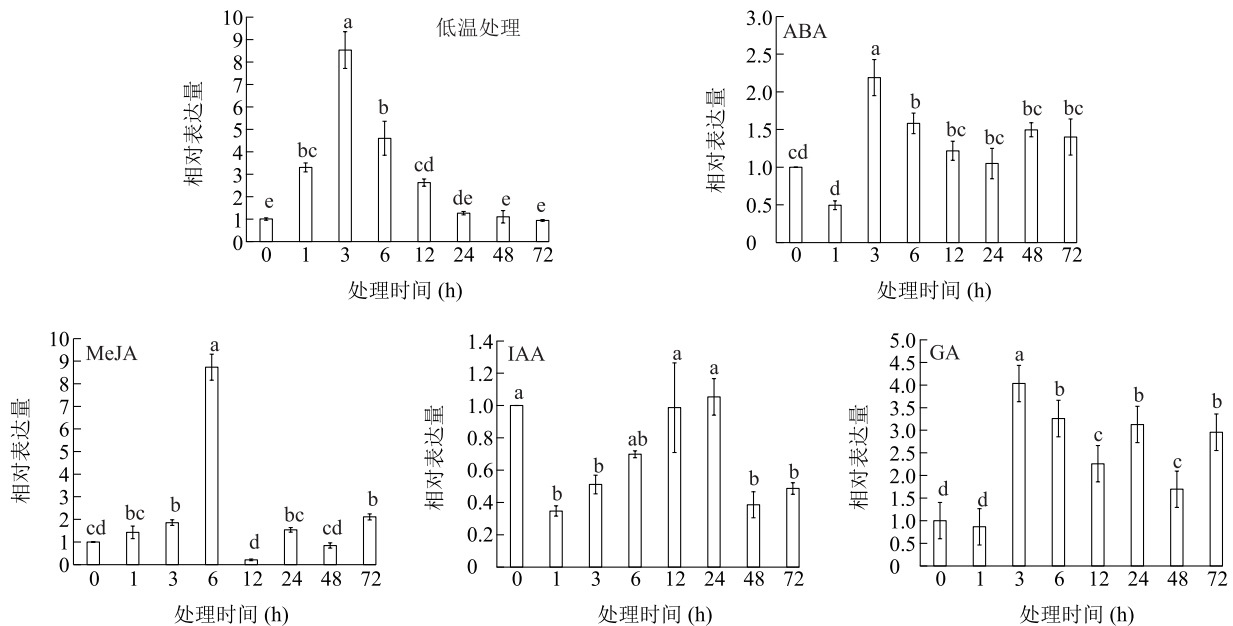 低温处理
相对表达量
10
9
8
7
6
5
4
3
2
1
0
e
bc
a
b
cd
de
e
e
0 1 3 6 12 24 48 72
处理时间 (h)
ABA
相对表达量
3.0
2.5
2.0
1.5
1.0
0.5
0
cd
d
a
b
bc
bc
bc
bc
0 1 3 6 12 24 48 72
处理时间 (h)
MeJA
相对表达量
10
9
8
7
6
5
4
3
2
1
0
cd
bc
b
a
d
bc
cd
b
0 1 3 6 12 24 48 72
处理时间 (h)
IAA
相对表达量
1.4
1.2
1.0
0.8
0.6
0.4
0.2
0
a
b
b
ab
a
a
b
b
0 1 3 6 12 24 48 72
处理时间 (h)
GA
相对表达量
5.0
4.5
4.0
3.5
3.0
2.5
2.0
1.5
1.0
0.5
0
d
d
a
b
c
b
c
b
0 1 3 6 12 24 48 72
处理时间 (h)